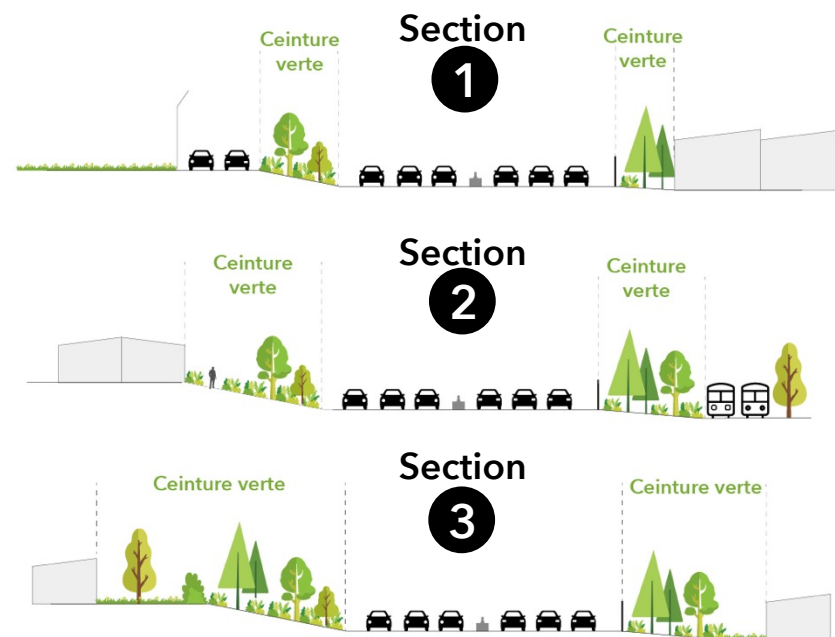 Section
1
Ceinture
verte
Ceinture
verte
Section
2
Ceinture
verte
Ceinture
verte
Section
3
Ceinture verte
Ceinture verte